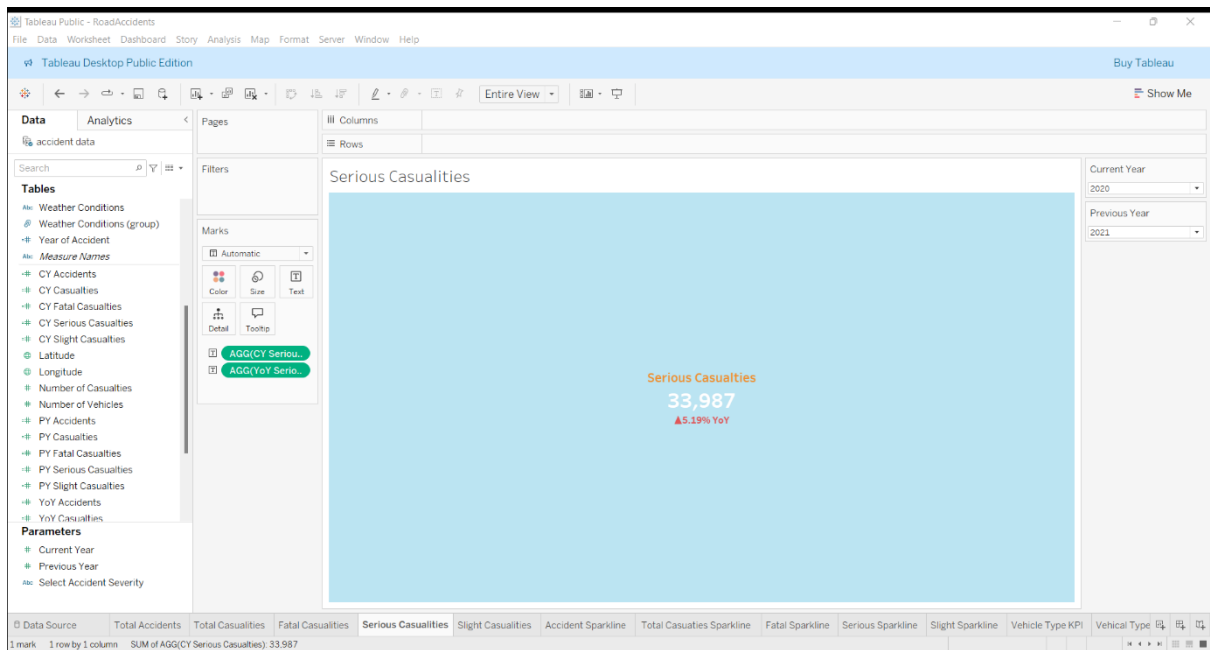 Tableau Public - RoadAccidents
File Data Worksheet Dashboard Story Analysis Map Format Server Window Help
Tableau Desktop Public Edition
Buy Tableau
Entire View
Show Me
Data Analytics
accident data
Search
Tables
Abc Weather Conditions
Weather Conditions (group)
=# Year of Accident
Abc Measure Names
=# CY Accidents
=# CY Casualties
=# CY Fatal Casualties
=# CY Serious Casualties
=# CY Slight Casualties
Latitude
Longitude
# Number of Casualties
# Number of Vehicles
=# PY Accidents
=# PY Casualties
=# PY Fatal Casualties
=# PY Serious Casualties
=# PY Slight Casualties
=# YoY Accidents
=# YoY Casualties
Parameters
# Current Year
# Previous Year
Abc Select Accident Severity
Pages
Filters
Marks
Automatic
Color Size Text
Detail Tooltip
AGG(CY Seriou..
AGG(YoY Serio..
Columns
Rows
Serious Casualities
Serious Casualties
33,987
▲5.19% YoY
Current Year
2020
Previous Year
2021
Data Source Total Accidents Total Casualities Fatal Casualities Serious Casualities Slight Casualities Accident Sparkline Total Casuaties Sparkline Fatal Sparkline Serious Sparkline Slight Sparkline Vehicle Type KPI Vehical Type
1 mark 1 row by 1 column SUM of AGG(CY Serious Casualties): 33,987